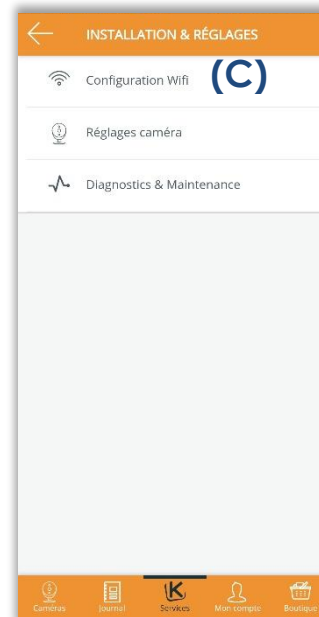 INSTALLATION & RÉGLAGES
Configuration Wifi (C)
Réglages caméra
Diagnostics & Maintenance
Caméras Journal Services Mon compte Boutique